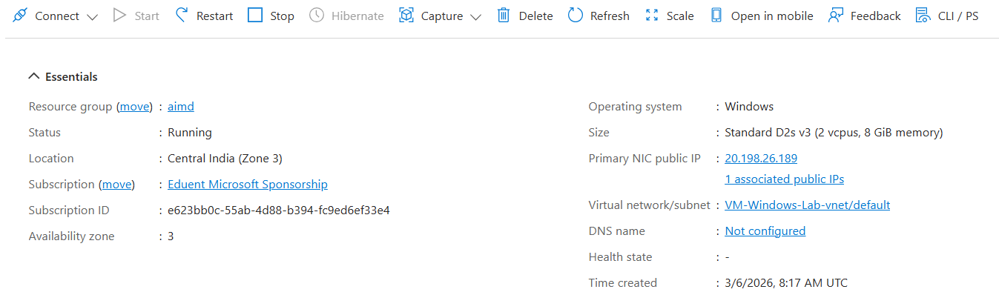 Connect Start Restart Stop Hibernate Capture Delete Refresh Scale Open in mobile Feedback CLI / PS
Essentials
Resource group (move) : aimd
Status : Running
Location : Central India (Zone 3)
Subscription (move) : Eduent Microsoft Sponsorship
Subscription ID : e623bb0c-55ab-4d88-b394-fc9ed6ef33e4
Availability zone : 3
Operating system : Windows
Size : Standard D2s v3 (2 vcpus, 8 GiB memory)
Primary NIC public IP : 20.198.26.189
1 associated public IPs
Virtual network/subnet : VM-Windows-Lab-vnet/default
DNS name : Not configured
Health state : -
Time created : 3/6/2026, 8:17 AM UTC